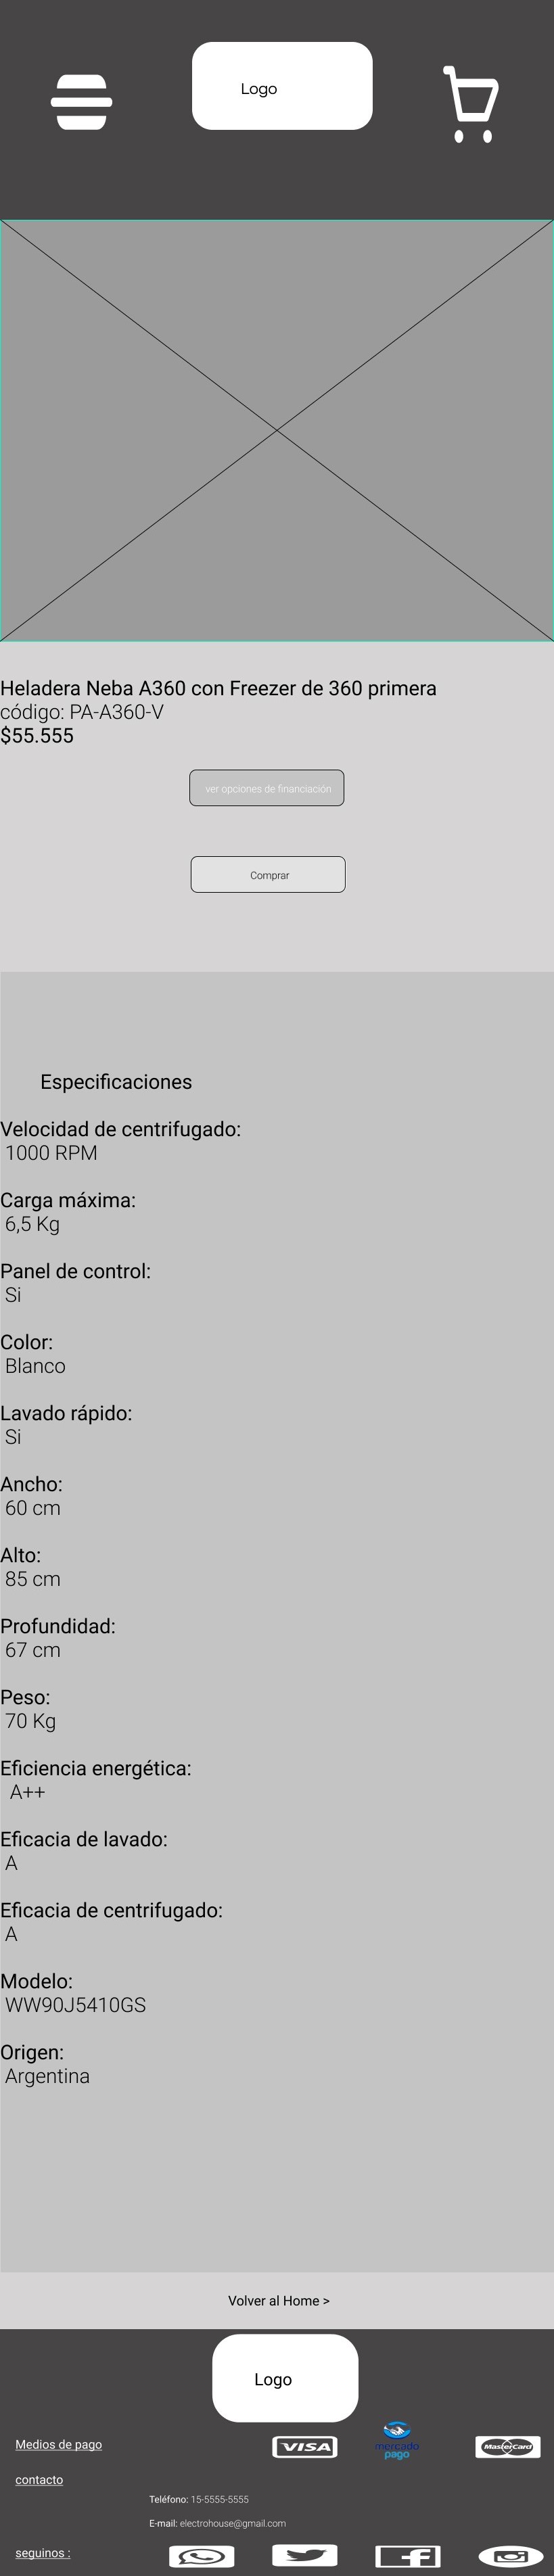 Logo
Heladera Neba A360 con Freezer de 360 primera
código: PA-A360-V
$55.555
ver opciones de financiación
Comprar
Especificaciones
Velocidad de centrifugado:
1000 RPM
Carga máxima:
6,5 Kg
Panel de control:
Si
Color:
Blanco
Lavado rápido:
Si
Ancho:
60 cm
Alto:
85 cm
Profundidad:
67 cm
Peso:
70 Kg
Eficiencia energética:
A++
Eficacia de lavado:
A
Eficacia de centrifugado:
A
Modelo:
WW90J5410GS
Origen:
Argentina
Volver al Home >
Logo
Medios de pago
VISA
mercado
pago
MasterCard
contacto
Teléfono: 15-5555-5555
E-mail: electrohouse@gmail.com
seguinos :